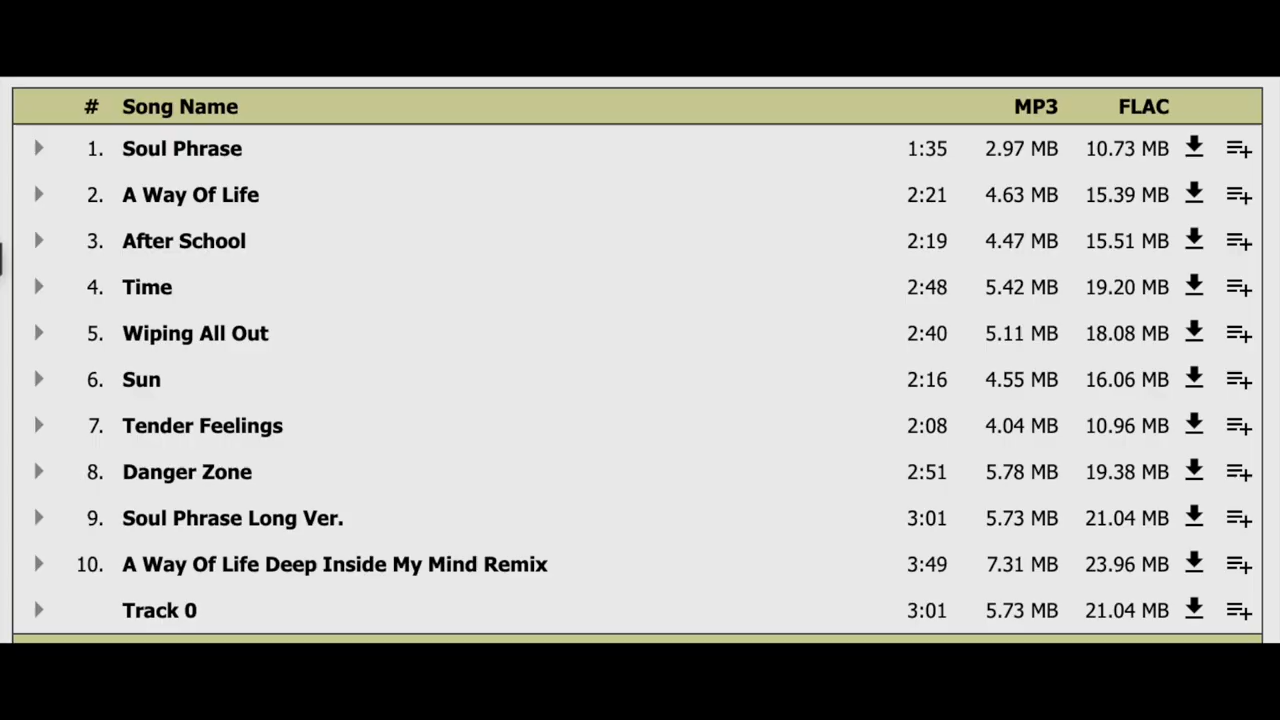 # Song Name MP3 FLAC
1. Soul Phrase 1:35 2.97 MB 10.73 MB
2. A Way Of Life 2:21 4.63 MB 15.39 MB
3. After School 2:19 4.47 MB 15.51 MB
4. Time 2:48 5.42 MB 19.20 MB
5. Wiping All Out 2:40 5.11 MB 18.08 MB
6. Sun 2:16 4.55 MB 16.06 MB
7. Tender Feelings 2:08 4.04 MB 10.96 MB
8. Danger Zone 2:51 5.78 MB 19.38 MB
9. Soul Phrase Long Ver. 3:01 5.73 MB 21.04 MB
10. A Way Of Life Deep Inside My Mind Remix 3:49 7.31 MB 23.96 MB
Track 0 3:01 5.73 MB 21.04 MB